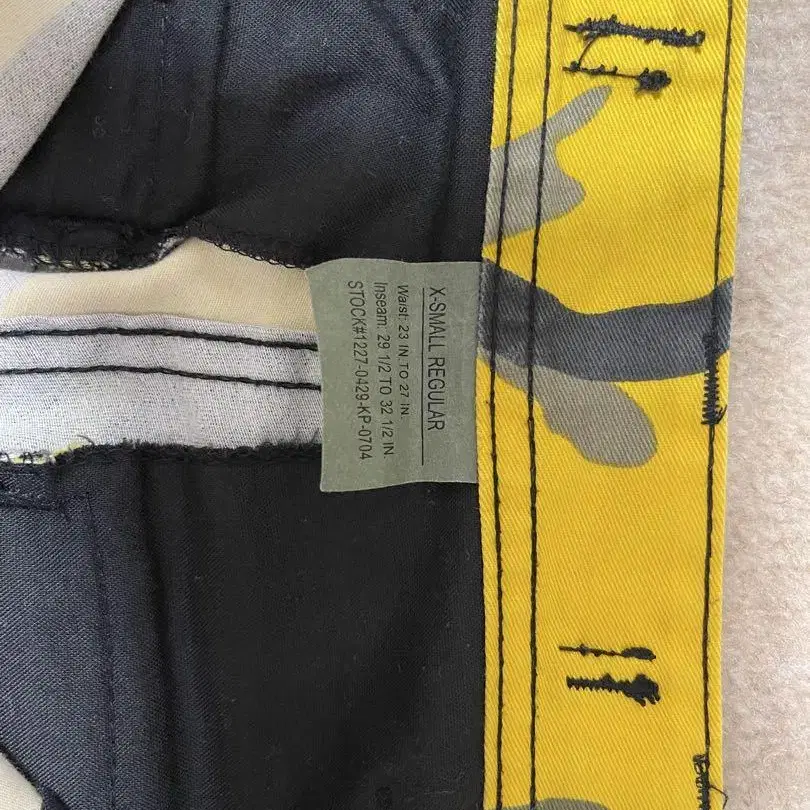 X-SMALL REGULAR
Waist: 23 IN. TO 27 IN.
Inseam: 29 1/2 TO 32 1/2 IN.
STOCK#1227-0429-KP-0704